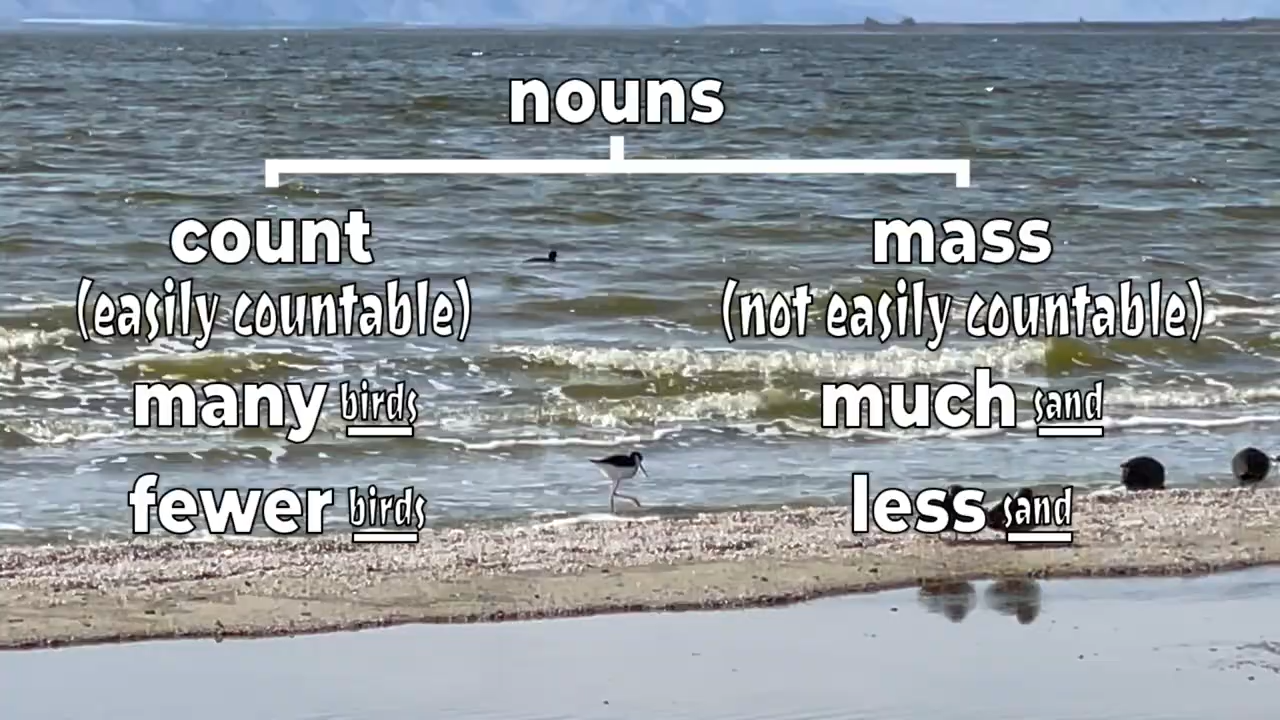 nouns
count
(easily countable)
many birds
fewer birds
mass
(not easily countable)
much sand
less sand